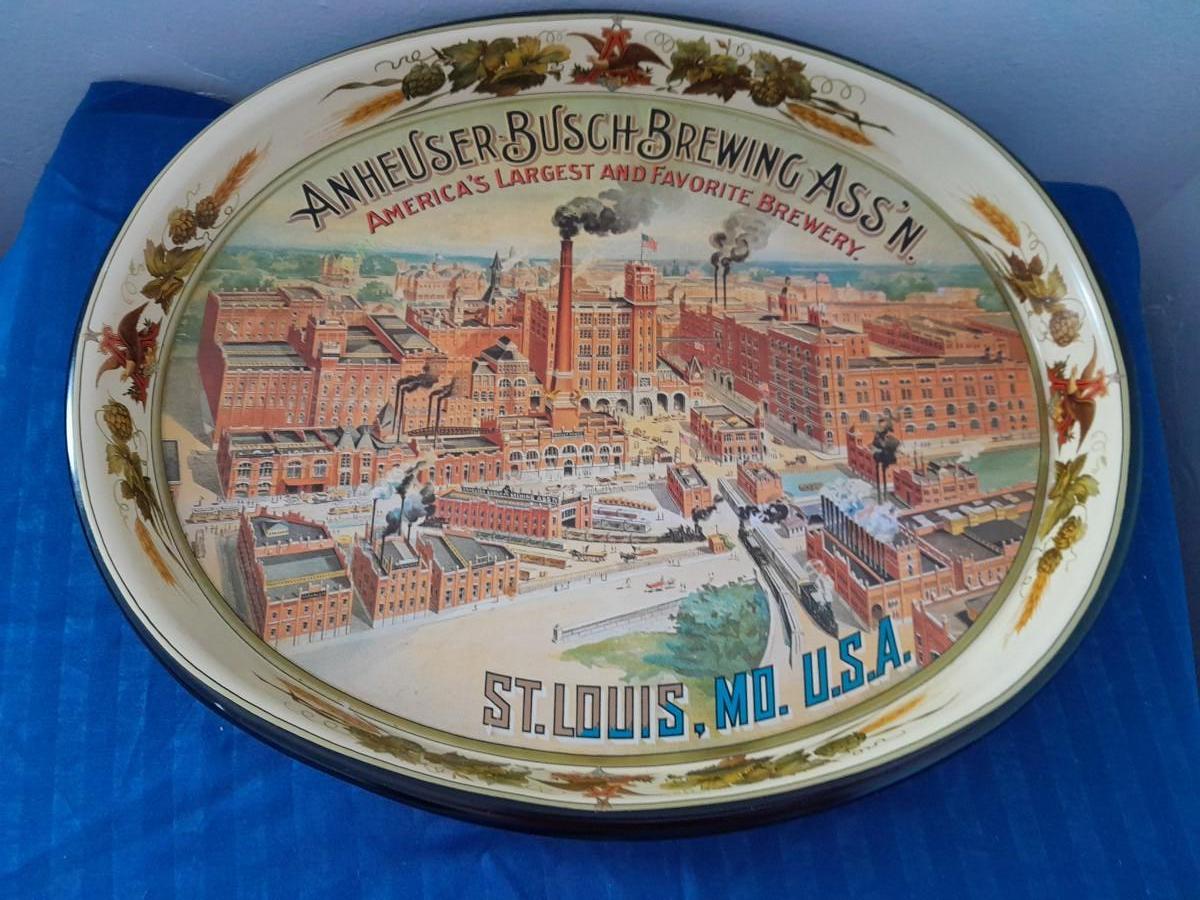 ANHEUSER-BUSCH BREWING ASS'N.
AMERICA'S LARGEST AND FAVORITE BREWERY.
ST. LOUIS, MO. U.S.A.